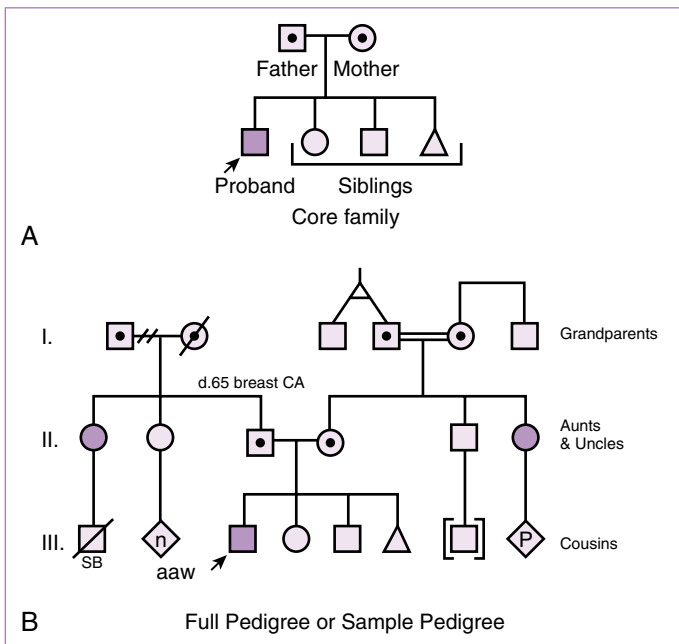 Father Mother
Proband Siblings
Core family
A
I. Grandparents
d.65 breast CA
II. Aunts
& Uncles
III. SB n P Cousins
aaw
B Full Pedigree or Sample Pedigree